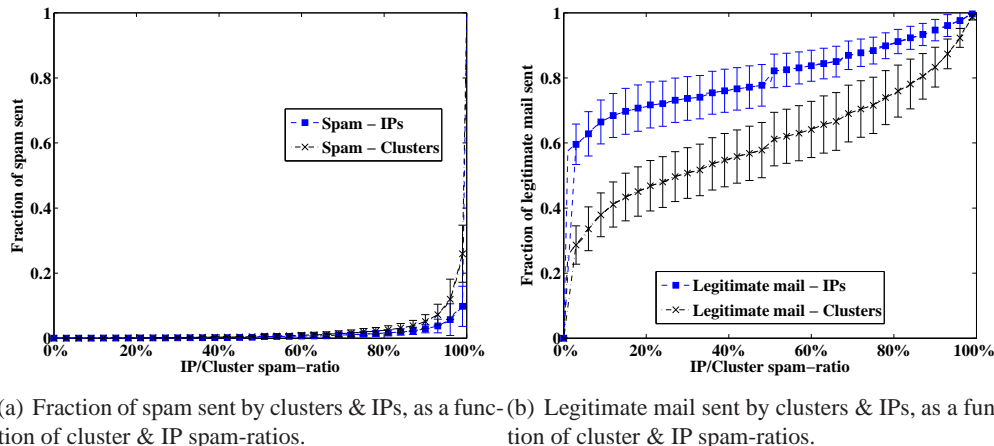 1
0.8
0.6
0.4
0.2
0
Fraction of spam sent
Spam – IPs
Spam – Clusters
0% 20% 40% 60% 80% 100%
IP/Cluster spam–ratio
1
0.8
0.6
0.4
0.2
0
Fraction of legitimate mail sent
Legitimate mail – IPs
Legitimate mail – Clusters
0% 20% 40% 60% 80% 100%
IP/Cluster spam–ratio
(a) Fraction of spam sent by clusters & IPs, as a func-
tion of cluster & IP spam-ratios.
(b) Legitimate mail sent by clusters & IPs, as a fun
tion of cluster & IP spam-ratios.